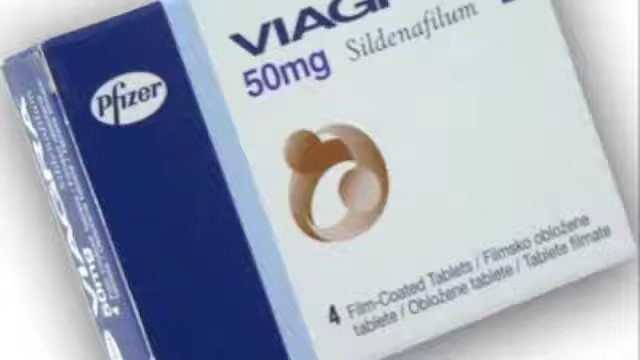 VIAG
Sildenafilum
50mg
Pfizer
4 Film-Coated Tablets / Filmsko obložene
tablete / Obložene tablete / Tablete filmate